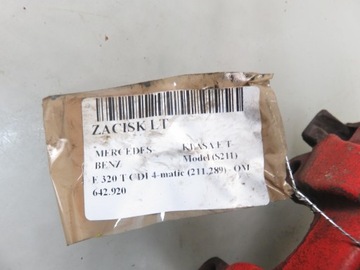 ZACISK LT
MERCEDES-BENZ KLASA E T-Model (S211)
E 320 T CDI 4-matic (211.289) OM
642.920